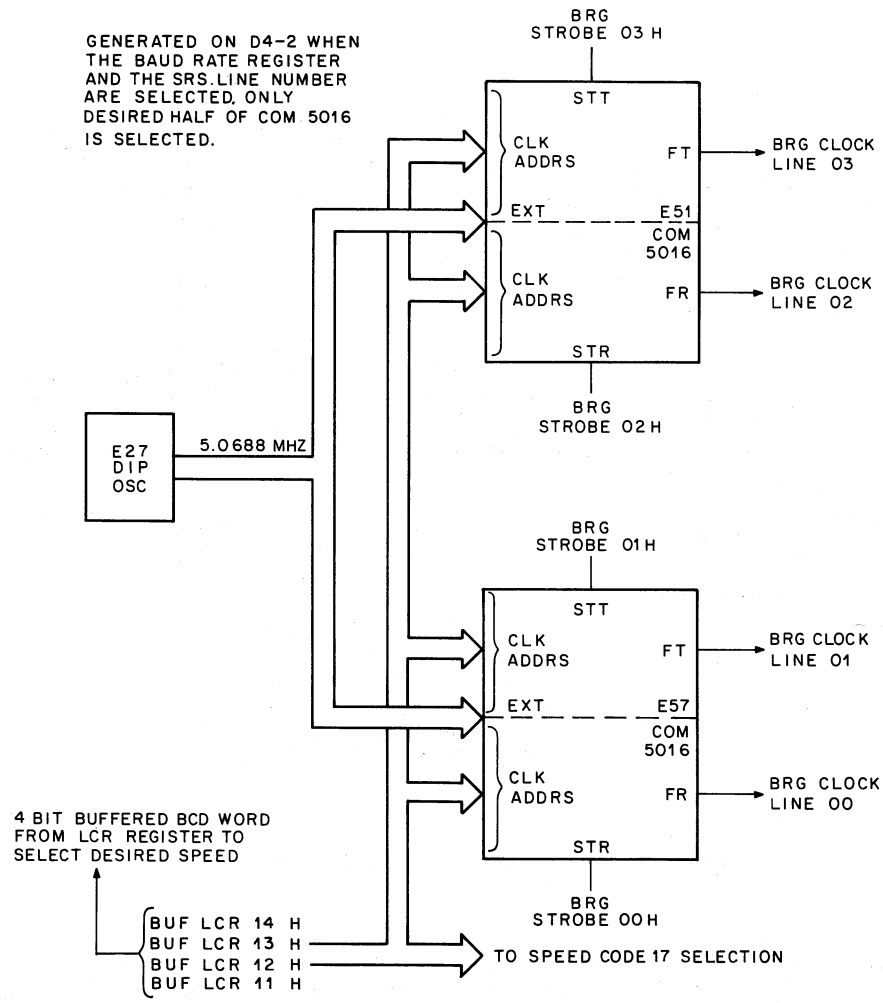 BRG
STROBE 03 H
GENERATED ON D4-2 WHEN
THE BAUD RATE REGISTER
AND THE SRS. LINE NUMBER
ARE SELECTED. ONLY
DESIRED HALF OF COM 5016
IS SELECTED.
STT
CLK
ADDRS
FT
BRG CLOCK
LINE 03
EXT
E51
COM
5016
CLK
ADDRS
FR
BRG CLOCK
LINE 02
STR
BRG
STROBE 02 H
E27
DIP
OSC
5.0688 MHZ
BRG
STROBE 01 H
STT
CLK
ADDRS
FT
BRG CLOCK
LINE 01
EXT
E57
COM
5016
CLK
ADDRS
FR
BRG CLOCK
LINE 00
STR
BRG
STROBE 00 H
4 BIT BUFFERED BCD WORD
FROM LCR REGISTER TO
SELECT DESIRED SPEED
BUF LCR 14 H
BUF LCR 13 H
BUF LCR 12 H
BUF LCR 11 H
TO SPEED CODE 17 SELECTION